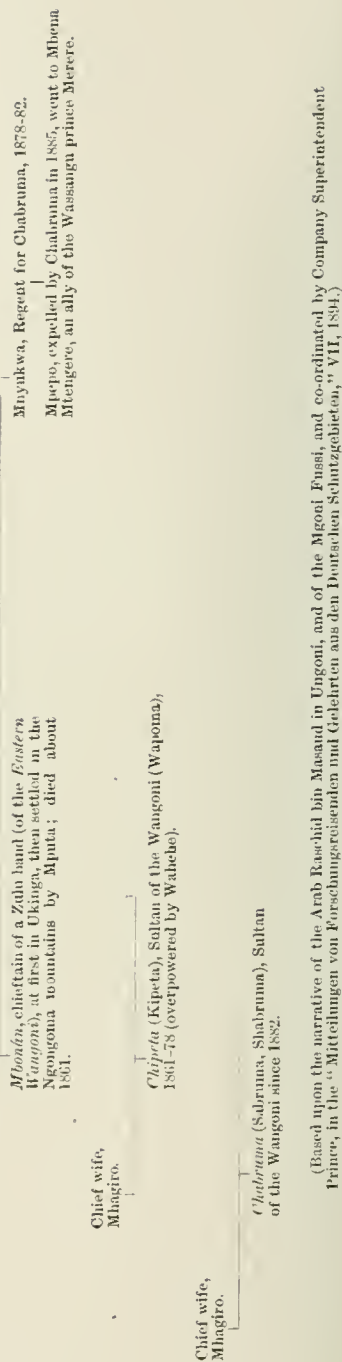 Mbonán, chieftain of a Zulu band (of the Eastern
Wangoni), at first in Ukinga, then settled in the
Ngongoma mountains by Mputa; died about
1861.
Mnyukwa, Regent for Chabruma, 1878-82.
Mpepo, expelled by Chabruma in 1885, went to Mbena
Mtengere, an ally of the Wassangu prince Merere.
Chief wife,
Mhagiro.
Chipeta (Kipeta), Sultan of the Wangoni (Wapoma),
1861-78 (overpowered by Wahehe).
Chief wife,
Mhagiro.
Chabruma (Sabruma, Shabruma), Sultan
of the Wangoni since 1882.
(Based upon the narrative of the Arab Raschid bin Masaud in Ungoni, and of the Mgoni Fussi, and co-ordinated by Company Superintendent
Prince, in the "Mitteilungen von Forschungsreisenden und Gelehrten aus den Deutschen Schutzgebieten," VII, 1894.)